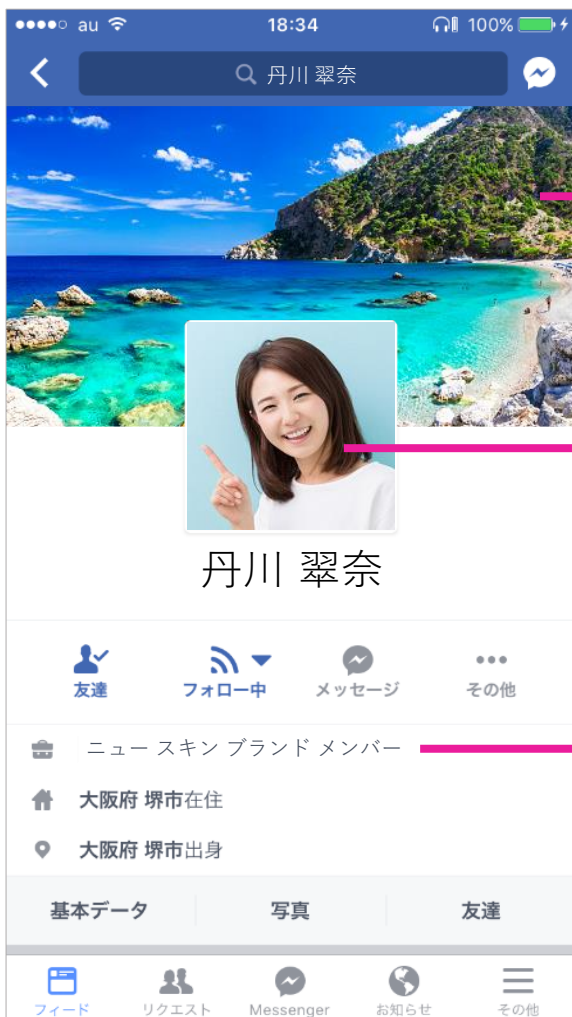 au 18:34 100%
丹川 翠奈
丹川 翠奈
友達 フォロー中 メッセージ その他
ニュー スキン ブランド メンバー
大阪府 堺市在住
大阪府 堺市出身
基本データ 写真 友達
フィード リクエスト Messenger お知らせ その他